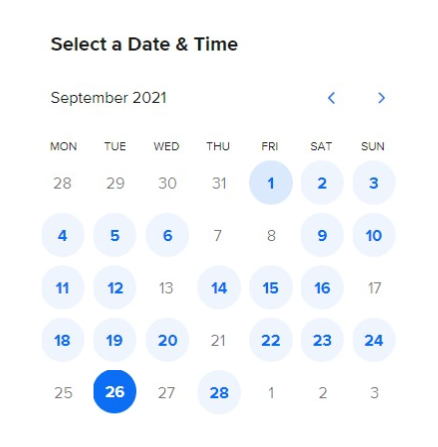 Select a Date & Time
September 2021
MON TUE WED THU FRI SAT SUN
28 29 30 31 1 2 3
4 5 6 7 8 9 10
11 12 13 14 15 16 17
18 19 20 21 22 23 24
25 26 27 28 1 2 3